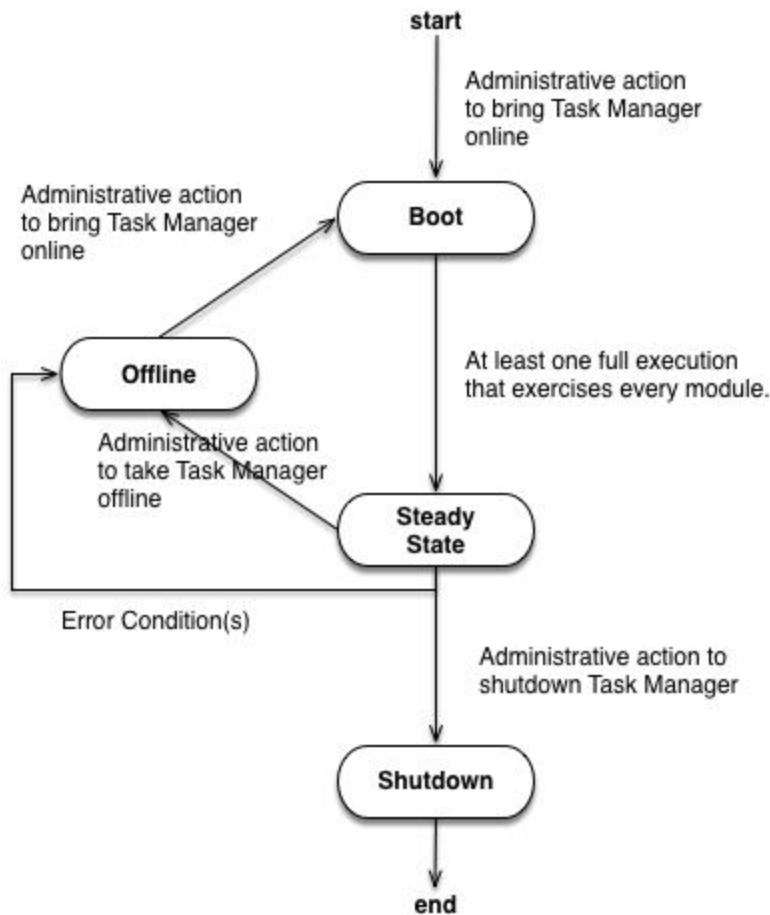 start
Administrative action
to bring Task Manager
online
Administrative action
to bring Task Manager
online
Boot
Offline
At least one full execution
that exercises every module.
Administrative action
to take Task Manager
offline
Steady
State
Error Condition(s)
Administrative action to
shutdown Task Manager
Shutdown
end